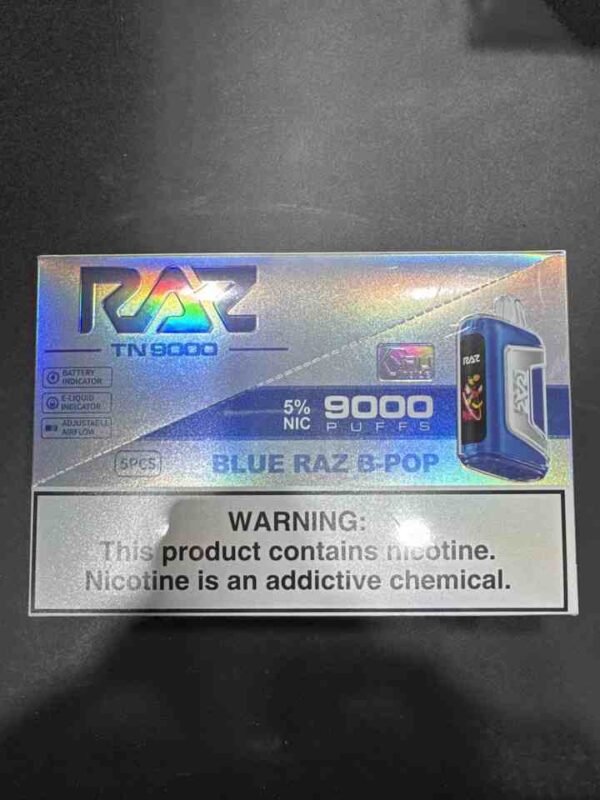 RAZ
TN9000
BATTERY
INDICATOR
E-LIQUID
INDICATOR
ADJUSTABLE
AIRFLOW
5% NIC
9000
PUFFS
RAZ
RAZ
5PCS
BLUE RAZ B-POP
WARNING:
This product contains nicotine.
Nicotine is an addictive chemical.